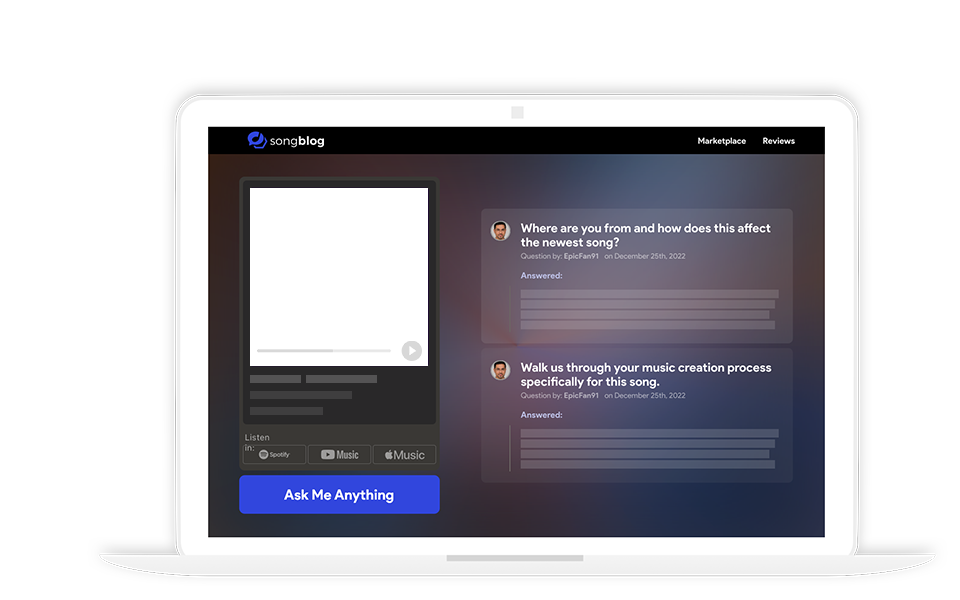 songblog
Marketplace Reviews
Where are you from and how does this affect
the newest song?
Question by: EpicFan91 on December 25th, 2022
Answered:
Walk us through your music creation process
specifically for this song.
Question by: EpicFan91 on December 25th, 2022
Answered:
Listen
in:
Spotify
Music
Music
Ask Me Anything